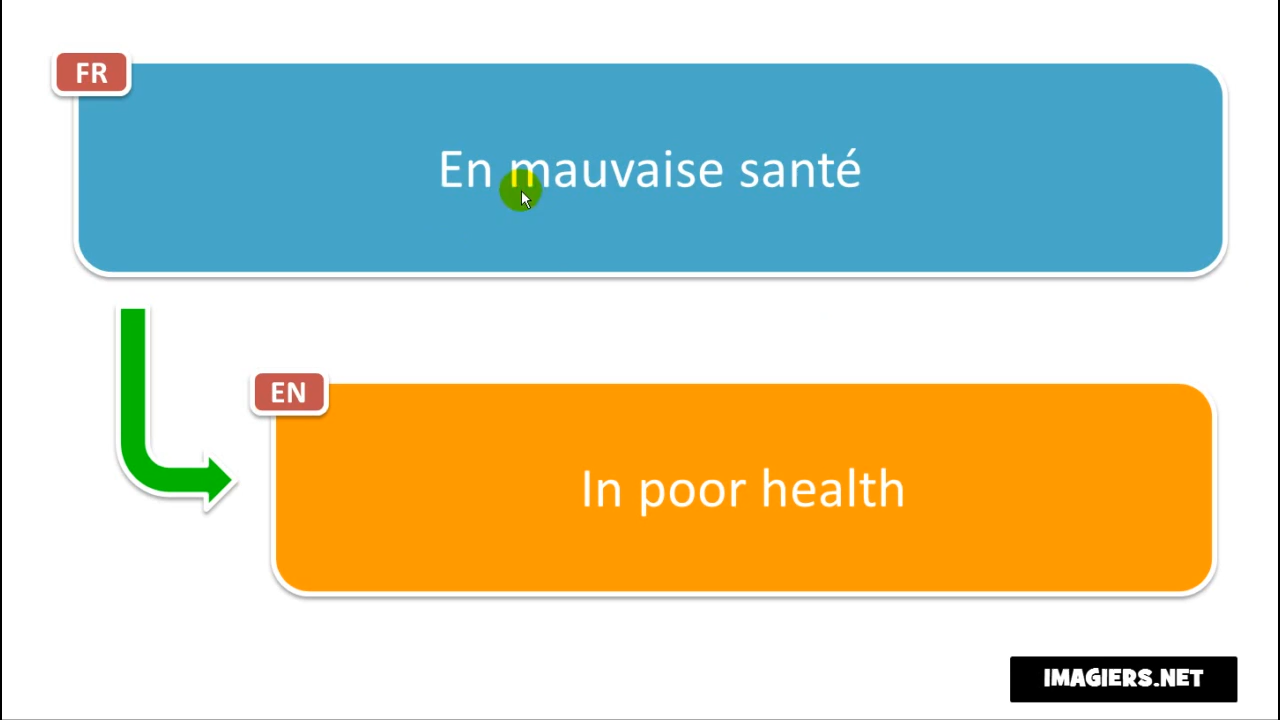 FR
En mauvaise santé
EN
In poor health
IMAGIERS.NET